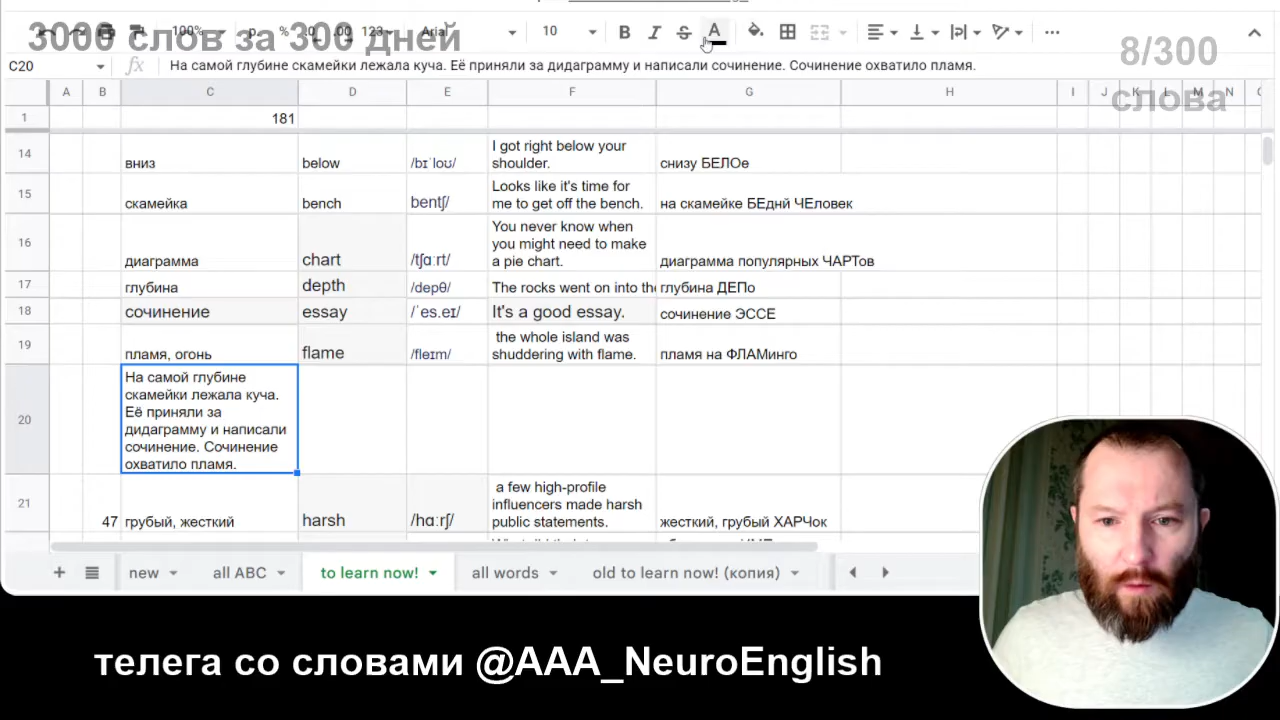 3000 слов за 300 дней
8/300
слова
100% р. % .0 .00 123 Arial 10 B I S A
C20 fx На самой глубине скамейки лежала куча. Её приняли за дидаграмму и написали сочинение. Сочинение охватило пламя.
A B C D E F G H I J K L M N
1 181
14 вниз below /bɪˈloʊ/ I got right below your shoulder. снизу БЕЛОе
15 скамейка bench bentʃ/ Looks like it's time for me to get off the bench. на скамейке БЕднй ЧЕловек
16 диаграмма chart /tʃɑːrt/ You never know when you might need to make a pie chart. диаграмма популярных ЧАРТов
17 глубина depth /depθ/ The rocks went on into the глубина ДЕПо
18 сочинение essay /ˈes.eɪ/ It's a good essay. сочинение ЭССЕ
19 пламя, огонь flame /fleɪm/ the whole island was shuddering with flame. пламя на ФЛАМинго
20 На самой глубине
скамейки лежала куча.
Её приняли за
дидаграмму и написали
сочинение. Сочинение
охватило пламя.
21 47 грубый, жесткий harsh /hɑːrʃ/ a few high-profile influencers made harsh public statements. жесткий, грубый ХАРЧок
new all ABC to learn now! all words old to learn now! (копия)
телега со словами @AAA_NeuroEnglish